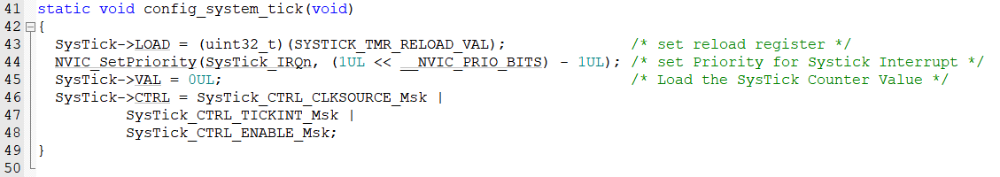 41 static void config_system_tick(void)
42 {
43 SysTick->LOAD = (uint32_t)(SYSTICK_TMR_RELOAD_VAL); /* set reload register */
44 NVIC_SetPriority(SysTick_IRQn, (1UL << __NVIC_PRIO_BITS) - 1UL); /* set Priority for Systick Interrupt */
45 SysTick->VAL = 0UL; /* Load the SysTick Counter Value */
46 SysTick->CTRL = SysTick_CTRL_CLKSOURCE_Msk |
47 SysTick_CTRL_TICKINT_Msk |
48 SysTick_CTRL_ENABLE_Msk;
49 }
50